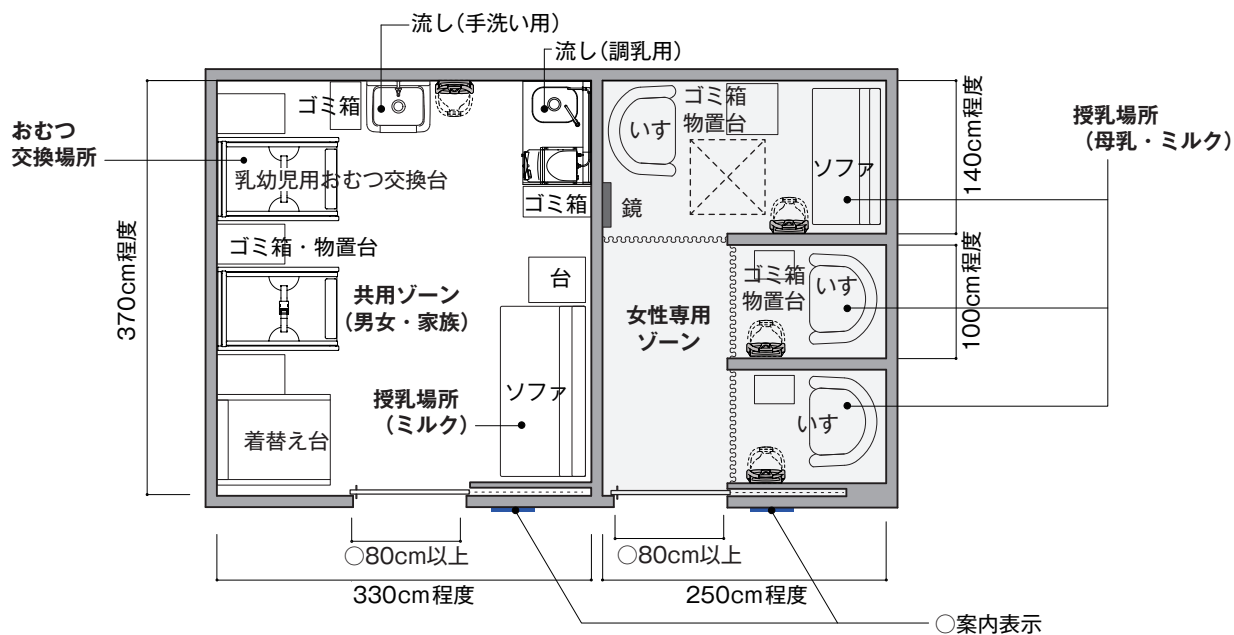 流し（手洗い用）
流し（調乳用）
おむつ
交換場所
ゴミ箱
乳幼児用おむつ交換台
ゴミ箱
ゴミ箱・物置台
台
共用ゾーン
（男女・家族）
授乳場所
（ミルク）
ソファ
着替え台
370cm程度
いす
ゴミ箱
物置台
ソファ
鏡
女性専用
ゾーン
ゴミ箱
物置台
いす
いす
140cm程度
100cm程度
授乳場所
（母乳・ミルク）
○80cm以上
○80cm以上
330cm程度
250cm程度
○案内表示